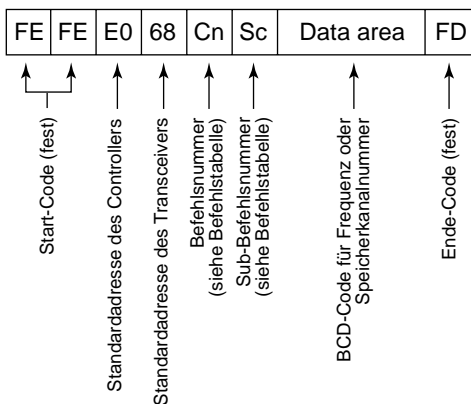 FE FE E0 68 Cn Sc Data area FD
Start-Code (fest)
Standardadresse des Controllers
Standardadresse des Transceivers
Befehlsnummer
(siehe Befehlstabelle)
Sub-Befehlsnummer
(siehe Befehlstabelle)
BCD-Code für Frequenz oder
Speicherkanalnummer
Ende-Code (fest)